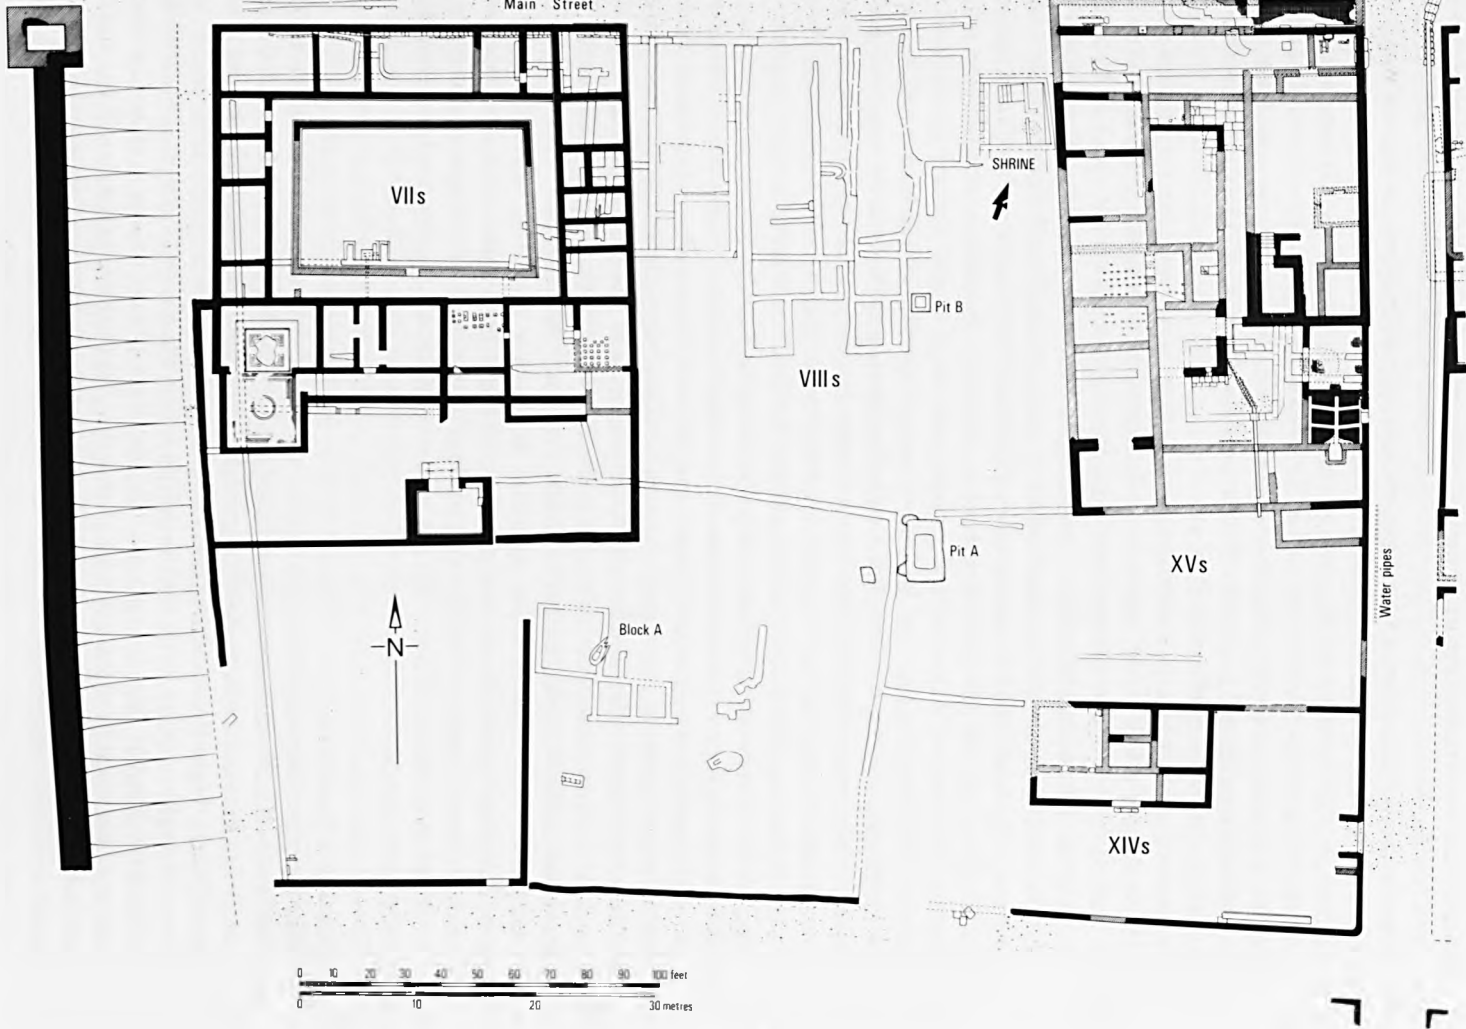 Main Street
VIIs
SHRINE
Pit B
VIIIs
Pit A
XVs
Water pipes
Block A
N
XIVs
0 10 20 30 40 50 60 70 80 90 100 feet
0 10 20 30 metres